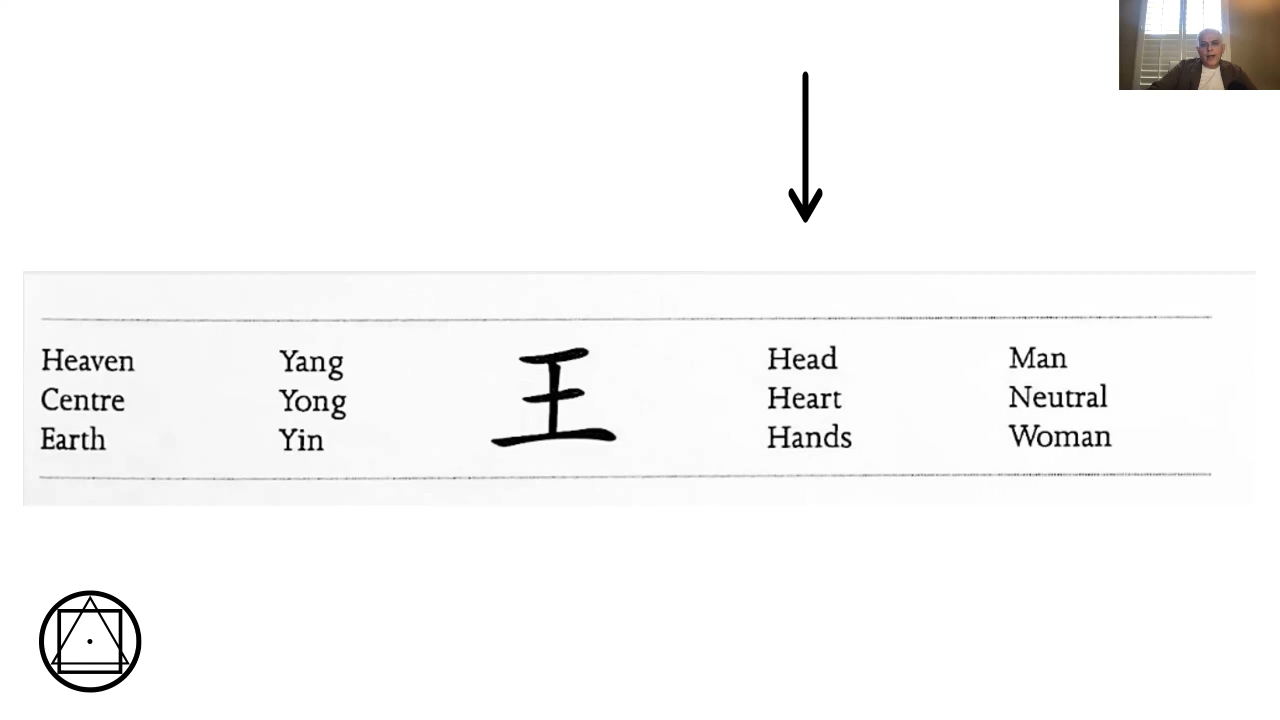 Heaven Yang 王 Head Man
Centre Yong Heart Neutral
Earth Yin Hands Woman